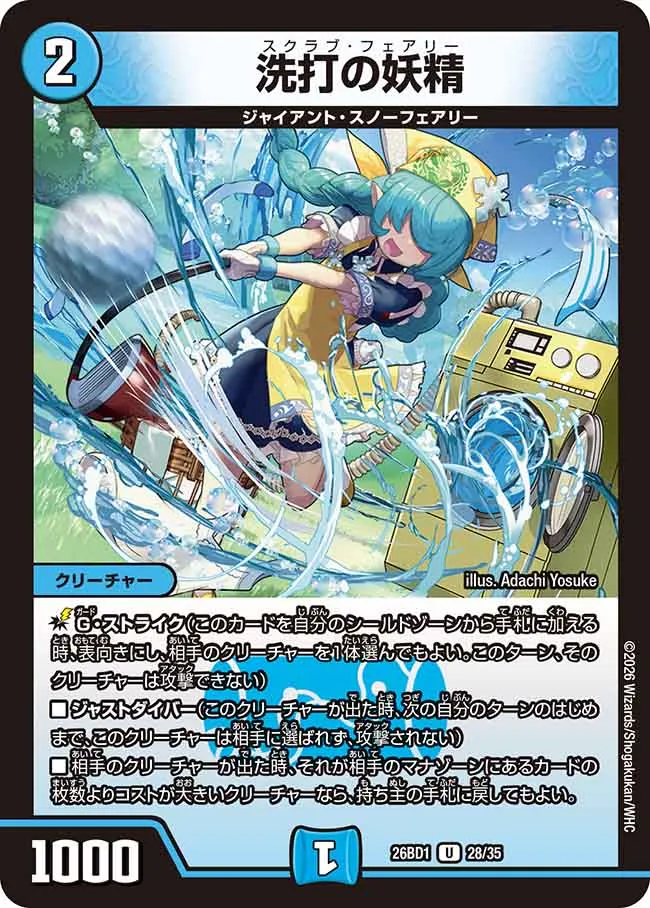 2
スクラブ・フェアリー
洗打の妖精
ジャイアント・スノーフェアリー
クリーチャー
illus. Adachi Yosuke
G・ストライク(このカードを自分のシールドゾーンから手札に加える
時、表向きにし、相手のクリーチャーを1体選んでもよい。このターン、その
クリーチャーは攻撃できない)
■ジャストダイバー(このクリーチャーが出た時、次の自分のターンのはじめ
まで、このクリーチャーは相手に選ばれず、攻撃されない)
■相手のクリーチャーが出た時、それが相手のマナゾーンにあるカードの
枚数よりコストが大きいクリーチャーなら、持ち主の手札に戻してもよい。
©2026 Wizards/Shogakukan/WHC
1000
1
26BD1 U 28/35